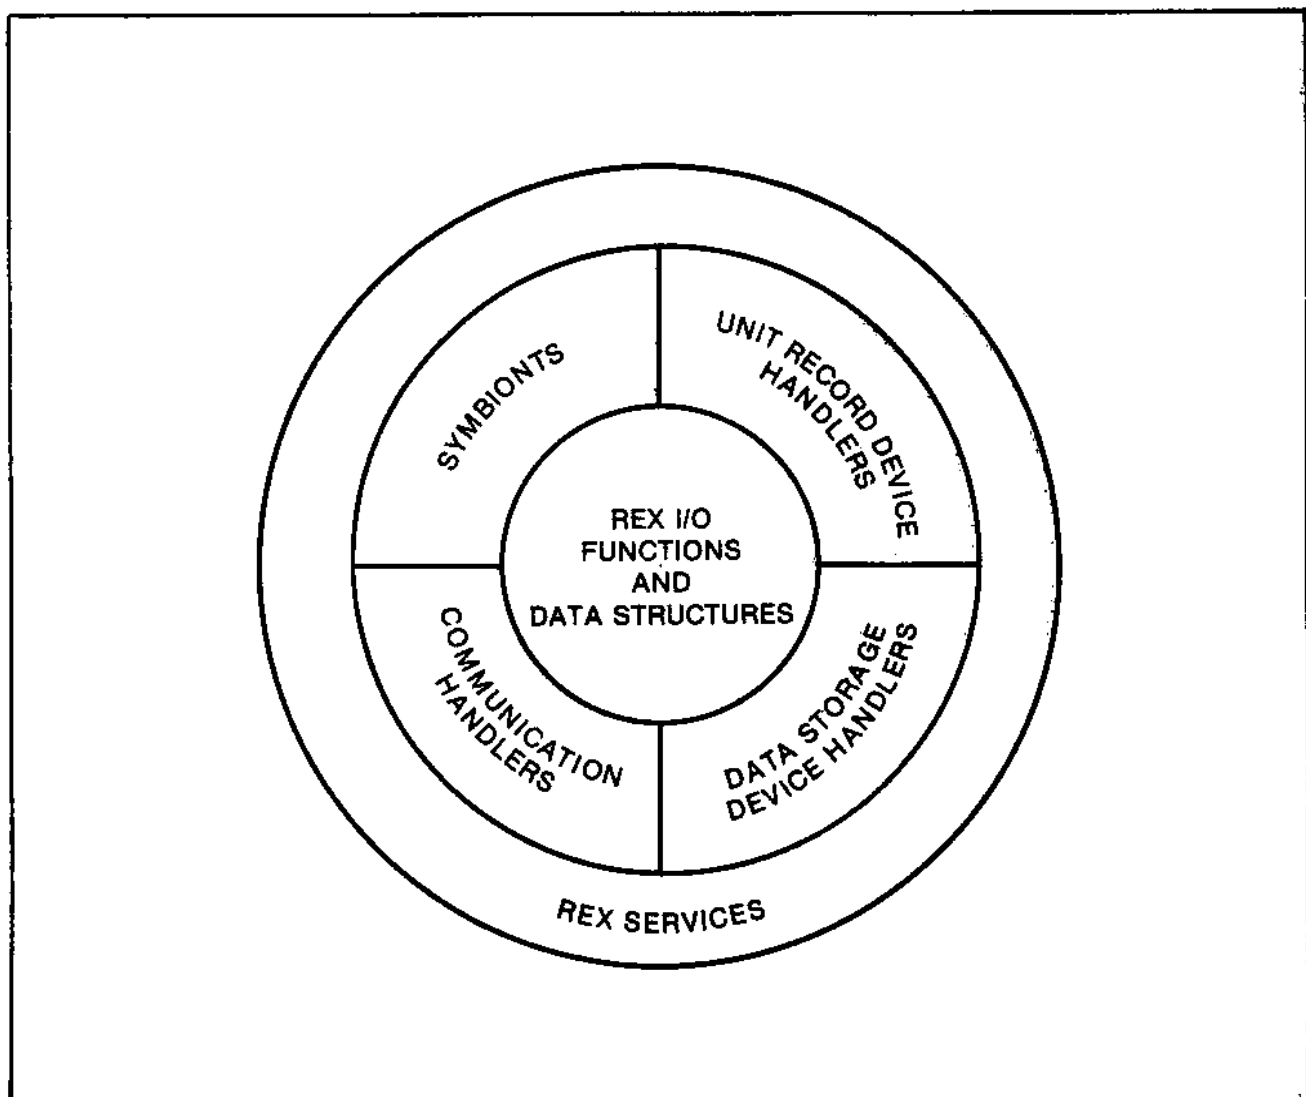 SYMBIONTS
UNIT RECORD DEVICE
HANDLERS
REX I/O
FUNCTIONS
AND
DATA STRUCTURES
COMMUNICATION
HANDLERS
DATA STORAGE
DEVICE HANDLERS
REX SERVICES